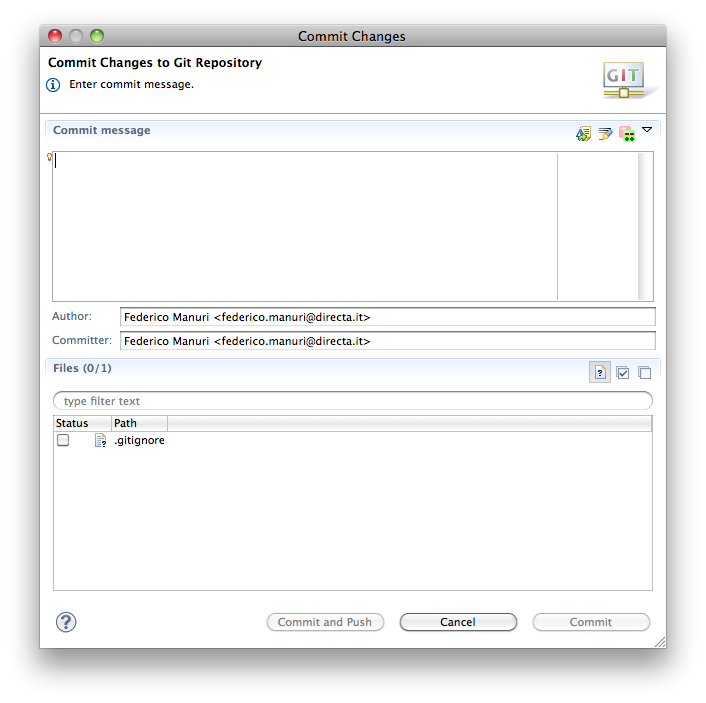 Commit Changes
Commit Changes to Git Repository
Enter commit message.
GIT
Commit message
Author: Federico Manuri <federico.manuri@directa.it>
Committer: Federico Manuri <federico.manuri@directa.it>
Files (0/1)
type filter text
Status Path
.gitignore
Commit and Push Cancel Commit